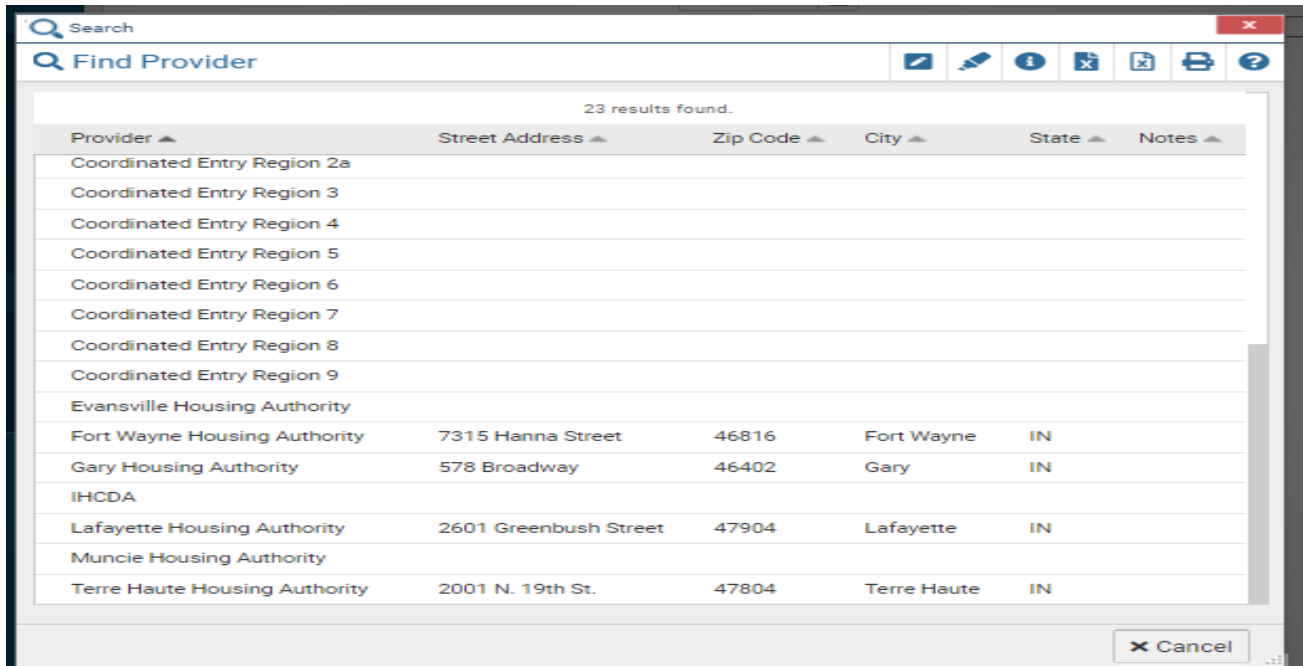 Search
Find Provider
23 results found.
Provider Street Address Zip Code City State Notes
Coordinated Entry Region 2a
Coordinated Entry Region 3
Coordinated Entry Region 4
Coordinated Entry Region 5
Coordinated Entry Region 6
Coordinated Entry Region 7
Coordinated Entry Region 8
Coordinated Entry Region 9
Evansville Housing Authority
Fort Wayne Housing Authority 7315 Hanna Street 46816 Fort Wayne IN
Gary Housing Authority 578 Broadway 46402 Gary IN
IHCDA
Lafayette Housing Authority 2601 Greenbush Street 47904 Lafayette IN
Muncie Housing Authority
Terre Haute Housing Authority 2001 N. 19th St. 47804 Terre Haute IN
Cancel